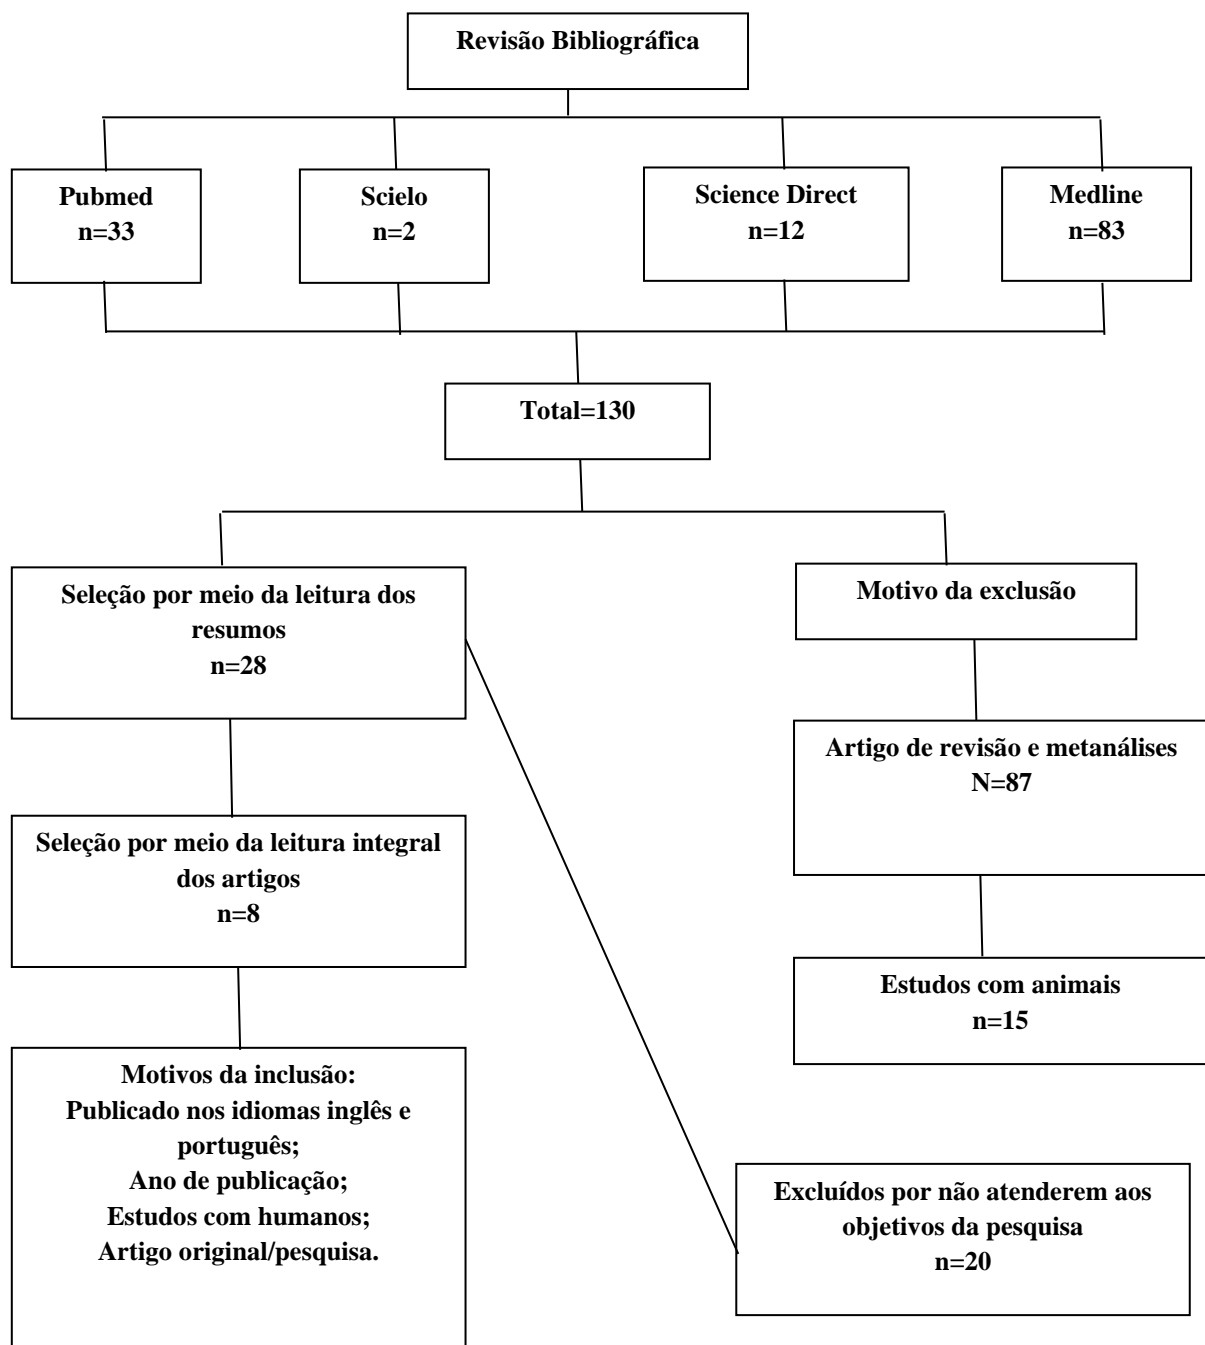 Revisão Bibliográfica
Pubmed
n=33
Scielo
n=2
Science Direct
n=12
Medline
n=83
Total=130
Seleção por meio da leitura dos
resumos
n=28
Motivo da exclusão
Artigo de revisão e metanálises
N=87
Seleção por meio da leitura integral
dos artigos
n=8
Estudos com animais
n=15
Motivos da inclusão:
Publicado nos idiomas inglês e
português;
Ano de publicação;
Estudos com humanos;
Artigo original/pesquisa.
Excluídos por não atenderem aos
objetivos da pesquisa
n=20